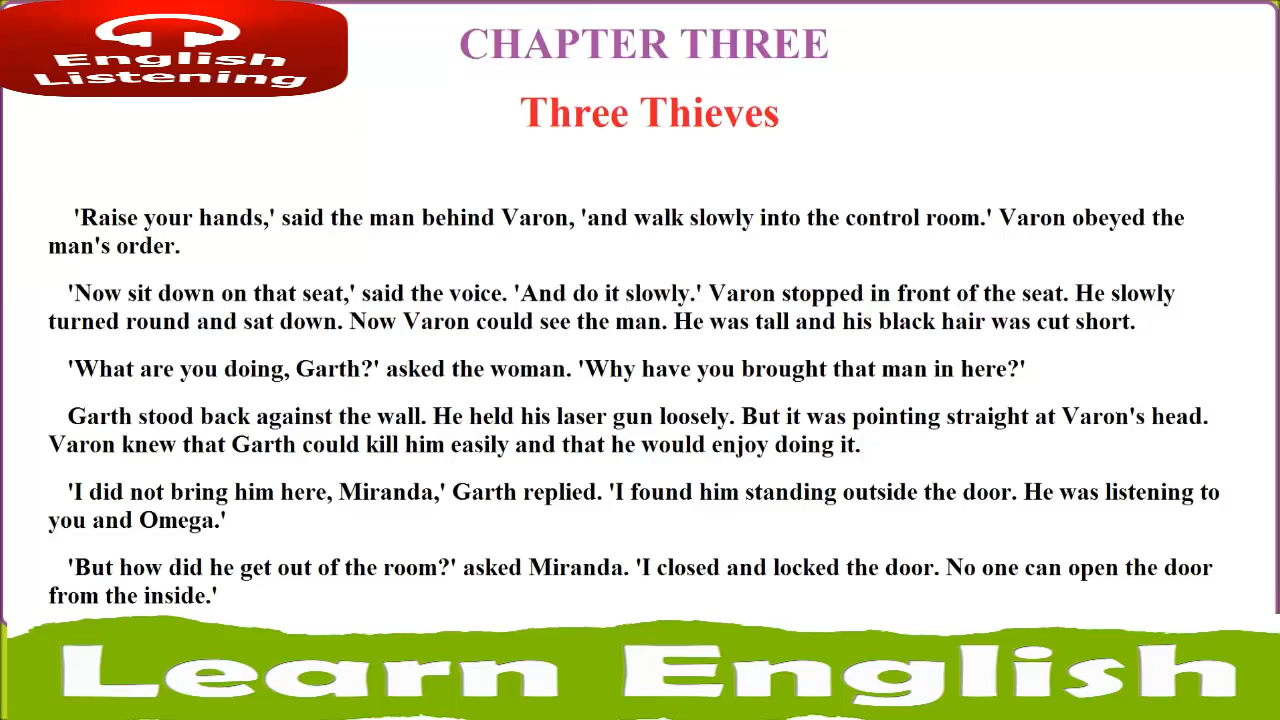 English
Listening
CHAPTER THREE
Three Thieves
'Raise your hands,' said the man behind Varon, 'and walk slowly into the control room.' Varon obeyed the
man's order.
'Now sit down on that seat,' said the voice. 'And do it slowly.' Varon stopped in front of the seat. He slowly
turned round and sat down. Now Varon could see the man. He was tall and his black hair was cut short.
'What are you doing, Garth?' asked the woman. 'Why have you brought that man in here?'
Garth stood back against the wall. He held his laser gun loosely. But it was pointing straight at Varon's head.
Varon knew that Garth could kill him easily and that he would enjoy doing it.
'I did not bring him here, Miranda,' Garth replied. 'I found him standing outside the door. He was listening to
you and Omega.'
'But how did he get out of the room?' asked Miranda. 'I closed and locked the door. No one can open the door
from the inside.'
Learn English